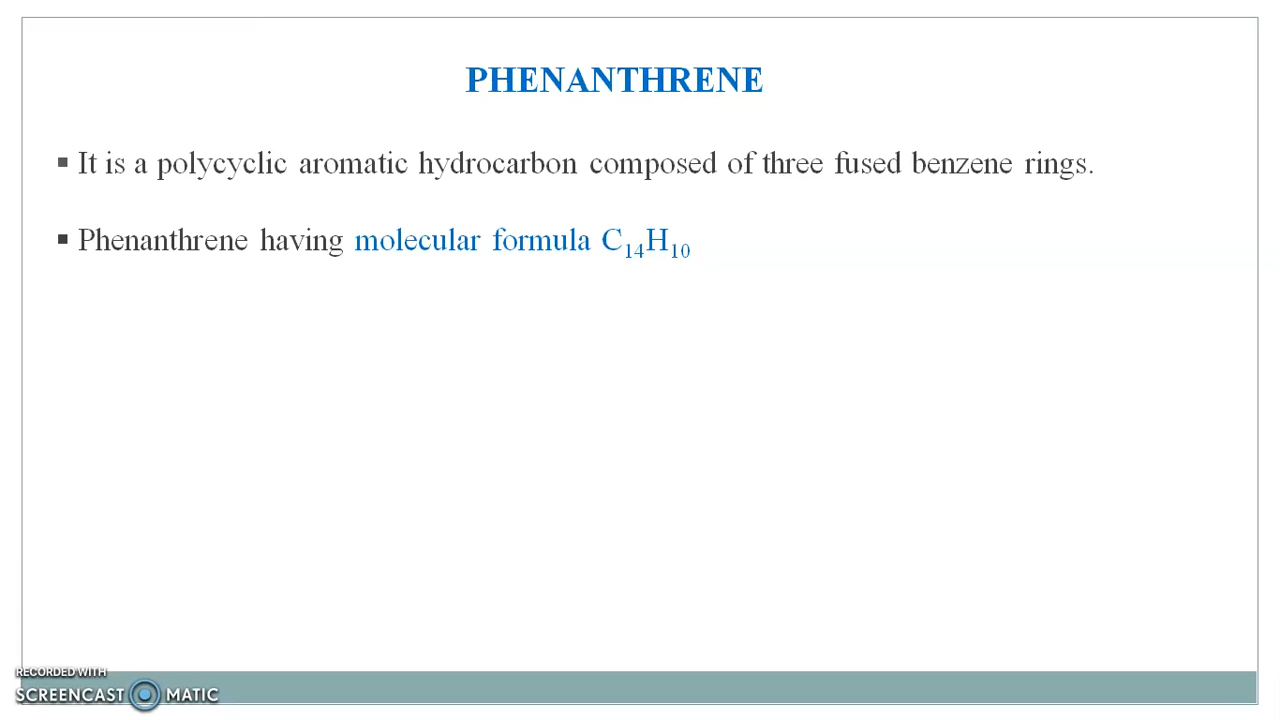 PHENANTHRENE
▪ It is a polycyclic aromatic hydrocarbon composed of three fused benzene rings.
▪ Phenanthrene having molecular formula C₁₄H₁₀
RECORDED WITH
SCREENCAST MATIC